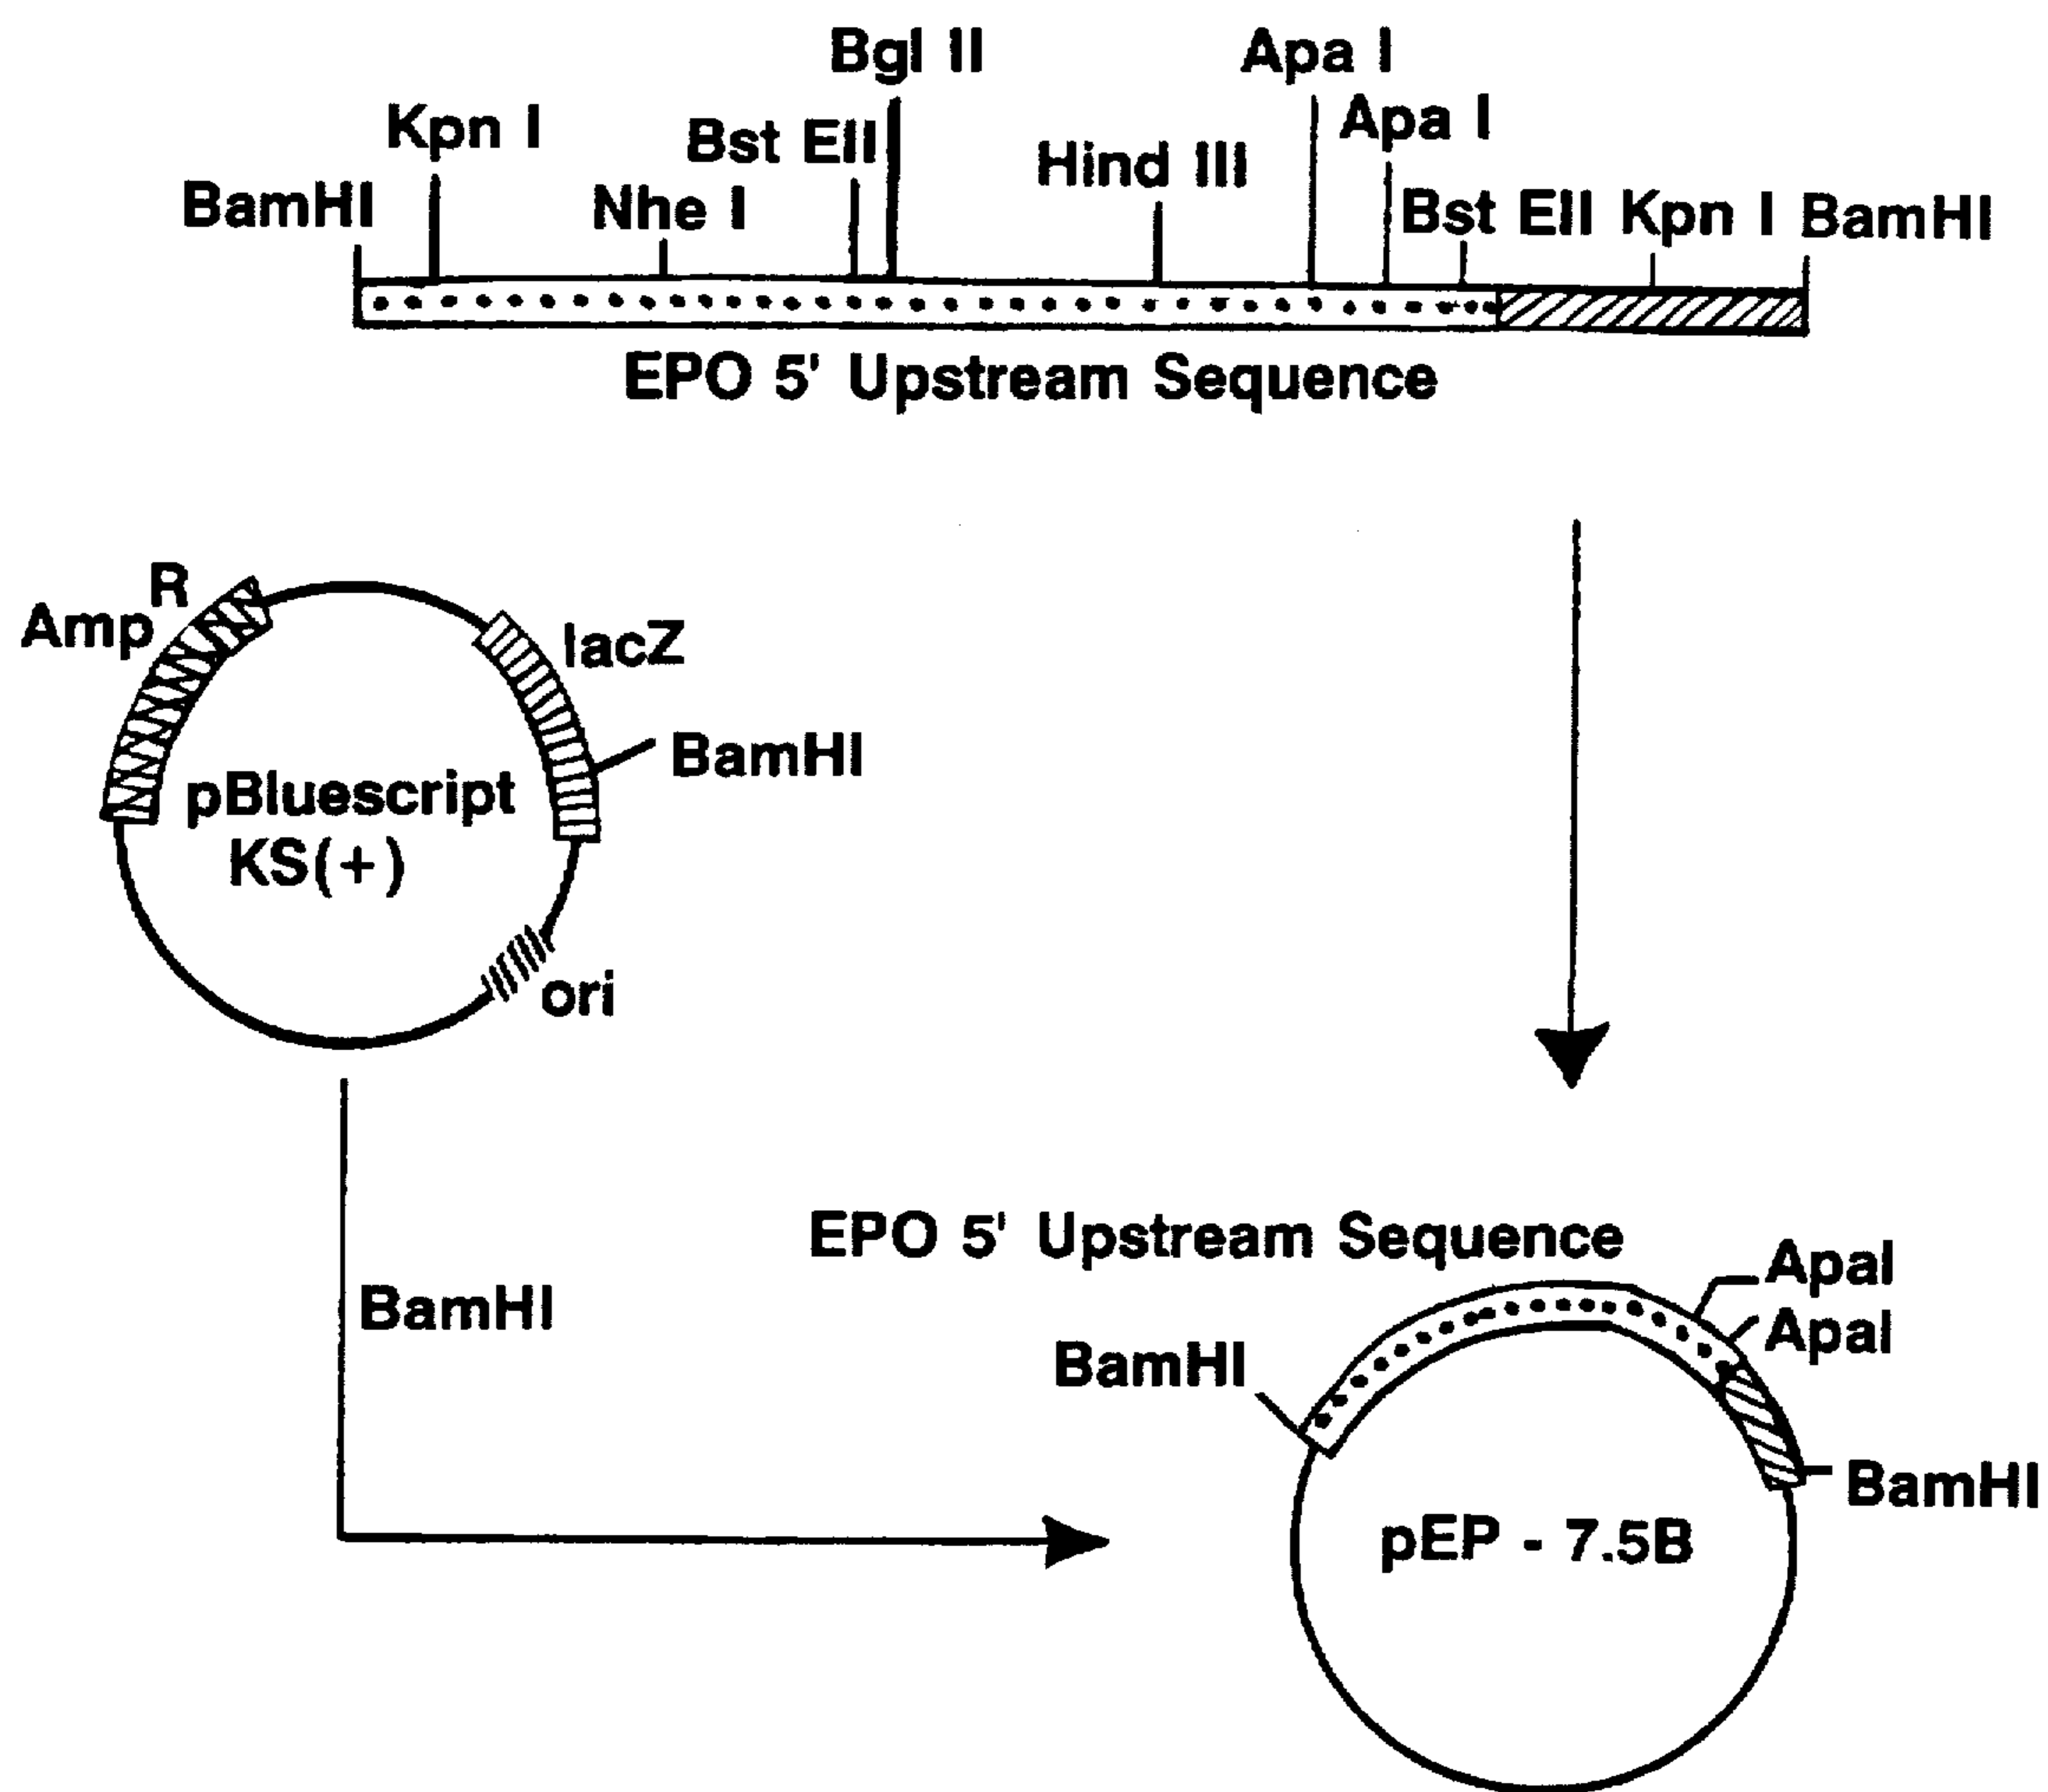 Bgl II
Apa I
Kpn I
Bst EII
Hind III
Apa I
BamHI
Nhe I
Bst EII
Kpn I
BamHI
EPO 5' Upstream Sequence
Amp^R
lacZ
BamHI
pBluescript
KS(+)
ori
BamHI
EPO 5' Upstream Sequence
ApaI
ApaI
BamHI
BamHI
pEP - 7.5B